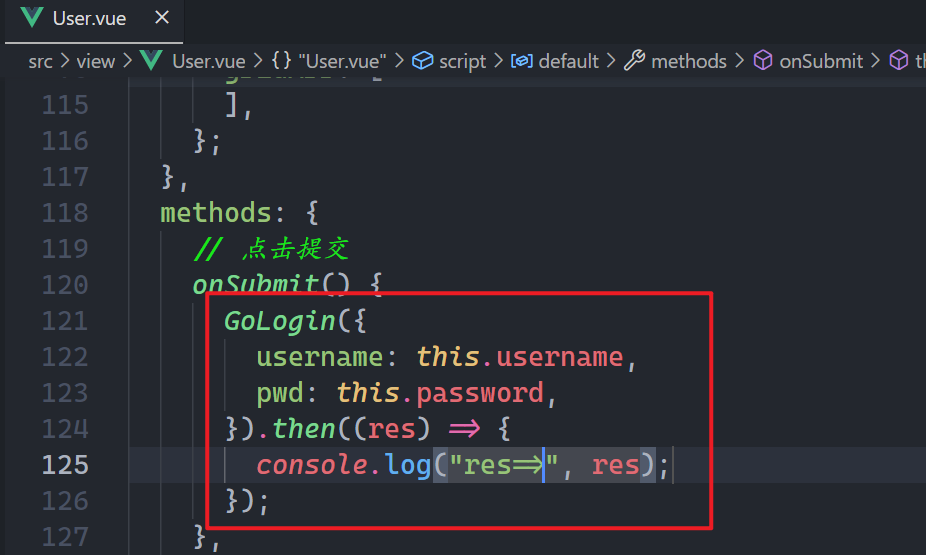 User.vue ×
src > view > User.vue > {} "User.vue" > script > default > methods > onSubmit >
115 ],
116 };
117 },
118 methods: {
119 // 点击提交
120 onSubmit() {
121 GoLogin({
122 username: this.username,
123 pwd: this.password,
124 }).then((res) => {
125 console.log("res=>", res);
126 });
127 },